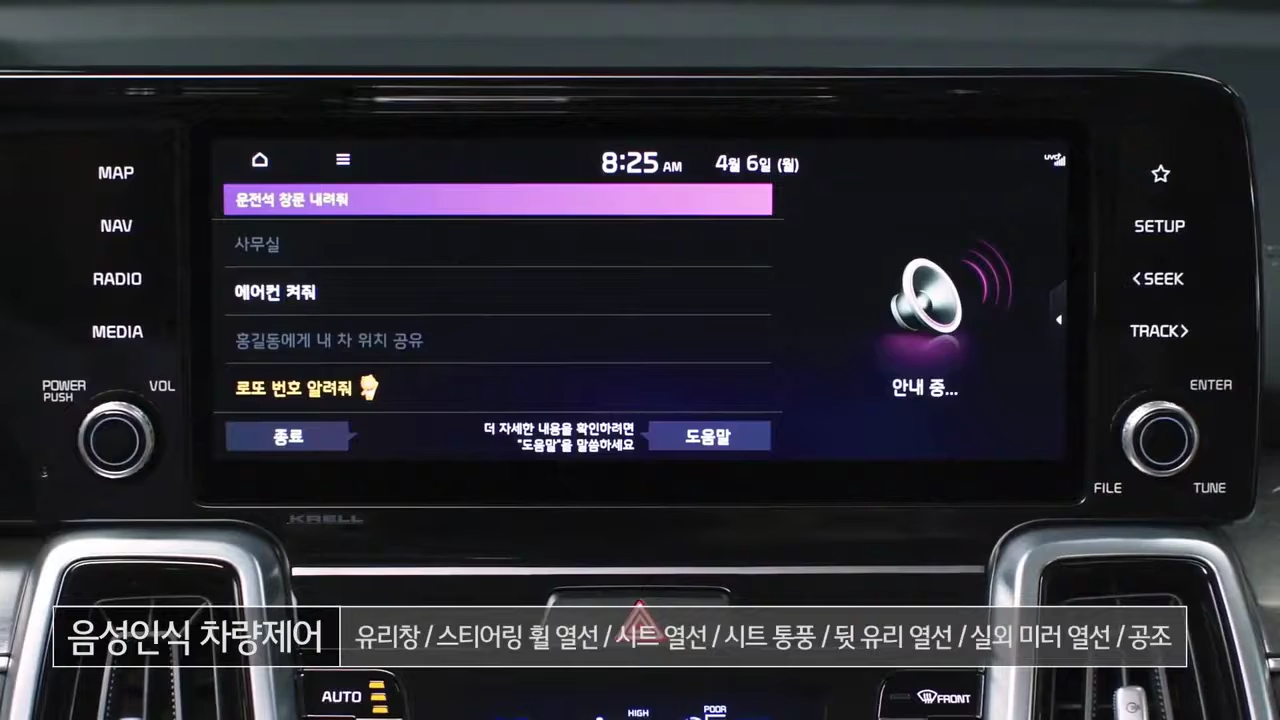 MAP
NAV
RADIO
MEDIA
POWER
PUSH
VOL
8:25 AM 4월 6일 (월)
UVO
운전석 창문 내려줘
사무실
에어컨 켜줘
홍길동에게 내 차 위치 공유
로또 번호 알려줘
종료
더 자세한 내용을 확인하려면
"도움말"을 말씀하세요
도움말
안내 중...
SETUP
<SEEK
TRACK>
ENTER
FILE
TUNE
KRELL
음성인식 차량제어
유리창 / 스티어링 휠 열선 / 시트 열선 / 시트 통풍 / 뒷 유리 열선 / 실외 미러 열선 / 공조
AUTO
HIGH
POOR
FRONT